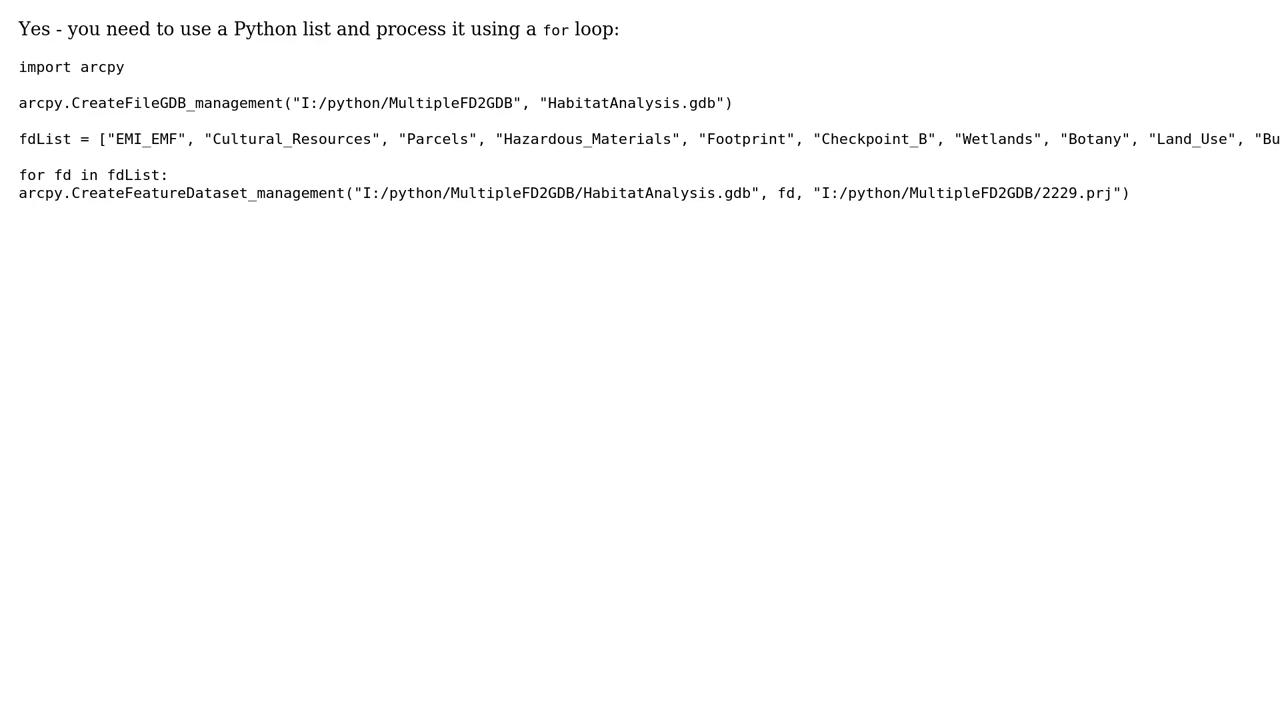 Yes - you need to use a Python list and process it using a for loop:
import arcpy
arcpy.CreateFileGDB_management("I:/python/MultipleFD2GDB", "HabitatAnalysis.gdb")
fdList = ["EMI_EMF", "Cultural_Resources", "Parcels", "Hazardous_Materials", "Footprint", "Checkpoint_B", "Wetlands", "Botany", "Land_Use",
for fd in fdList:
arcpy.CreateFeatureDataset_management("I:/python/MultipleFD2GDB/HabitatAnalysis.gdb", fd, "I:/python/MultipleFD2GDB/2229.prj")